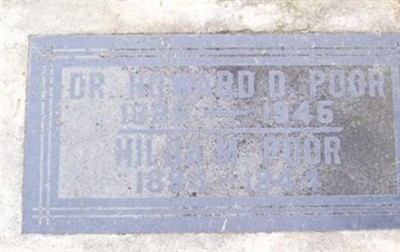 DR. HOWARD D. POOR
— 1945
HILDA M. POOR